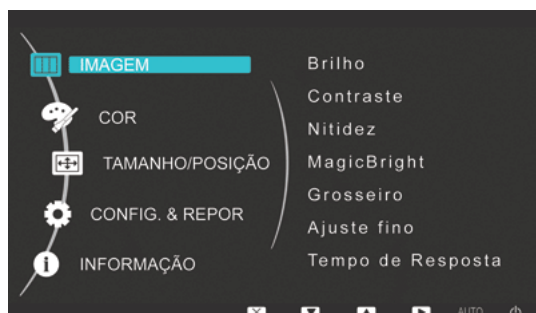 IMAGEM
COR
TAMANHO/POSIÇÃO
CONFIG. & REPOR
INFORMAÇÃO
Brilho
Contraste
Nitidez
MagicBright
Grosseiro
Ajuste fino
Tempo de Resposta
AUTO